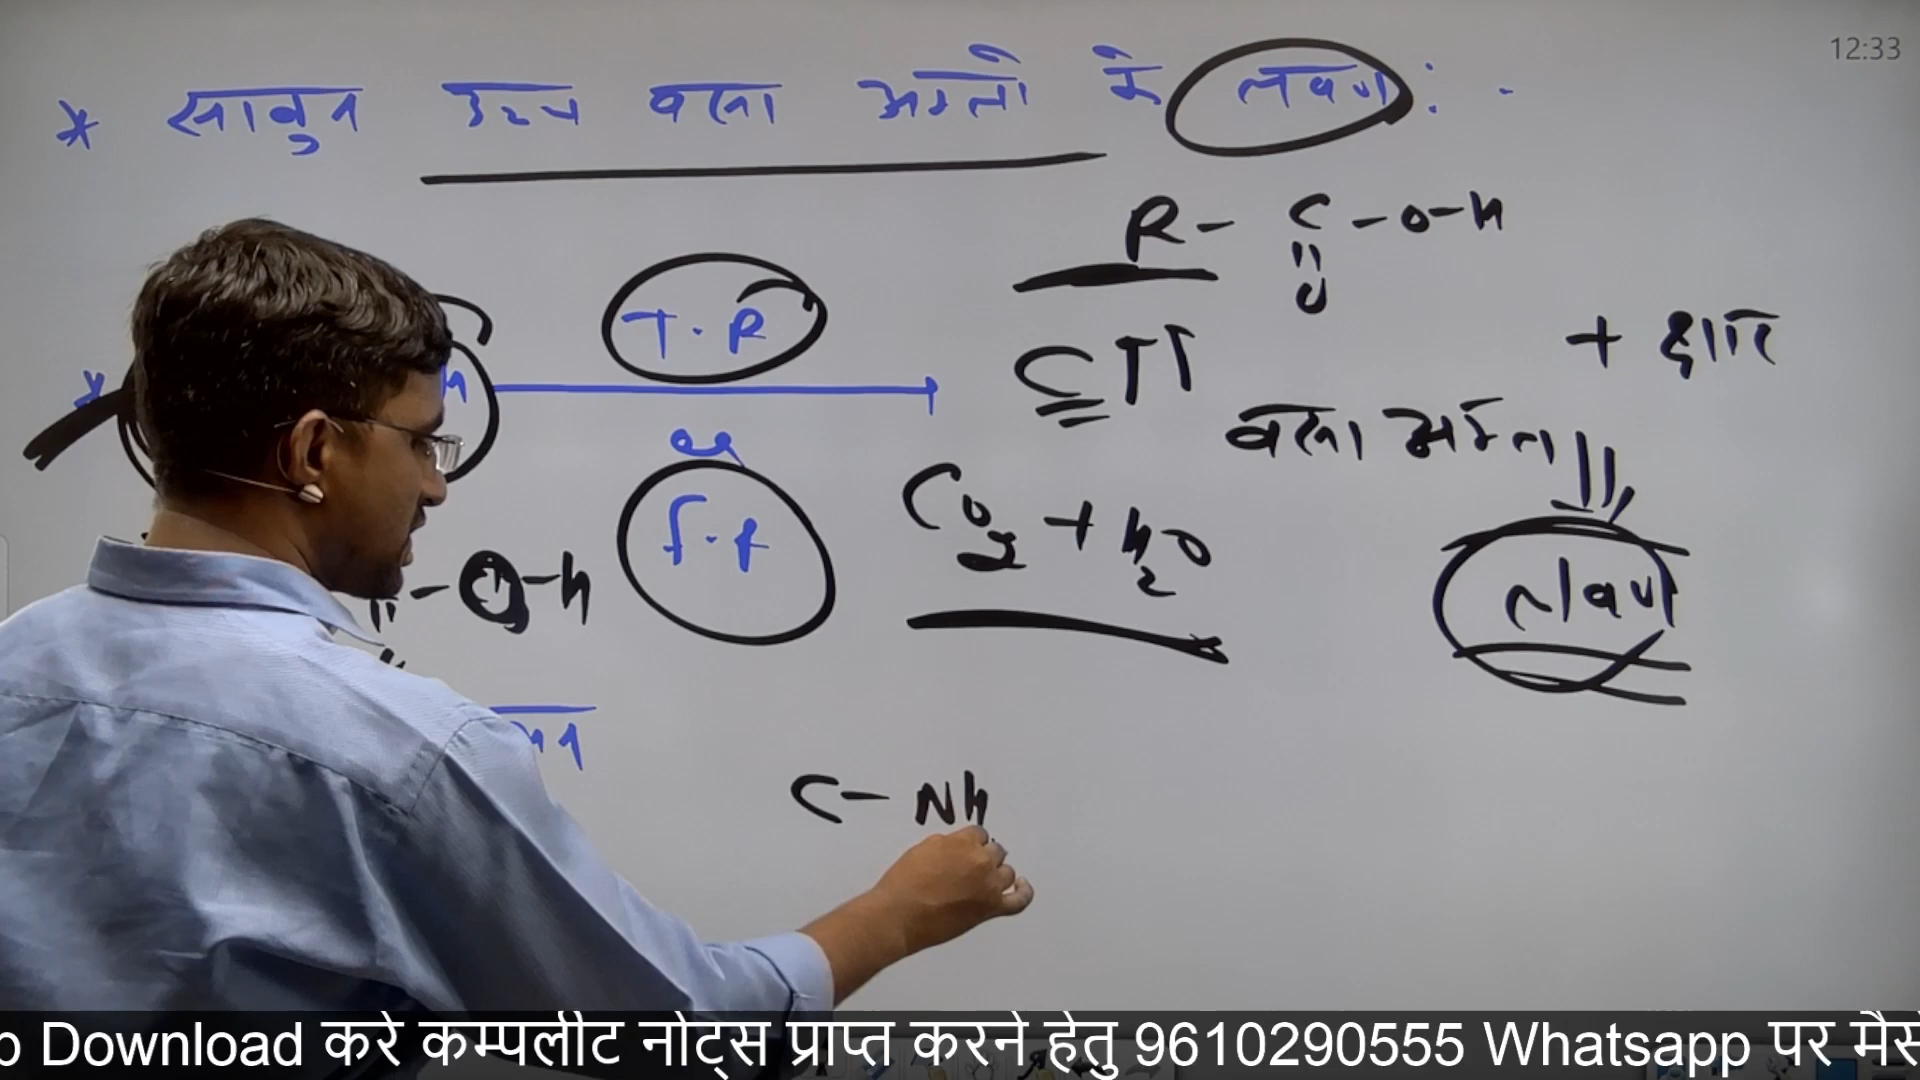 12:33
* साबुन उच्च वसा अम्लो के लवण : -
R - C - O - H
॥
O
T. R
+ क्षार
CTT
वसा अम्ल
CO2 + H2O
F. R
लवण
- O - H
C - NH
Download करे कम्पलीट नोट्स प्राप्त करने हेतु 9610290555 Whatsapp पर मैसे